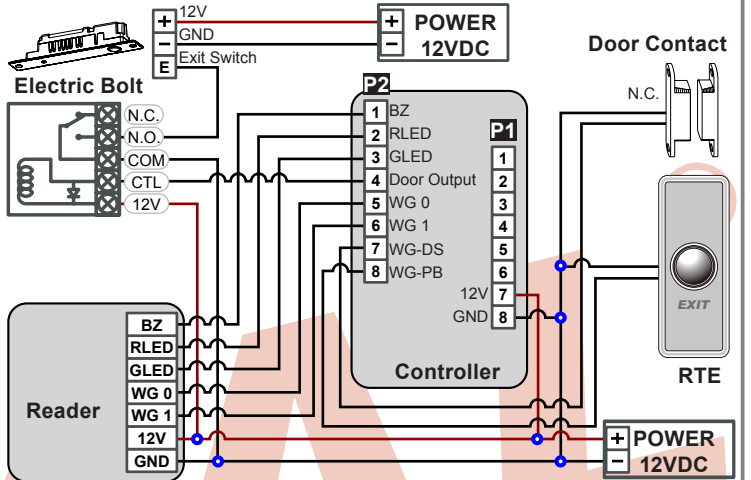 + 12V
- GND
E Exit Switch
+ POWER
- 12VDC
Electric Bolt
N.C.
N.O.
COM
CTL
12V
P2
1 BZ
2 RLED
3 GLED
4 Door Output
5 WG 0
6 WG 1
7 WG-DS
8 WG-PB
P1
1
2
3
4
5
6
12V 7
GND 8
Controller
Door Contact
N.C.
EXIT
RTE
Reader
BZ
RLED
GLED
WG 0
WG 1
12V
GND
+ POWER
- 12VDC